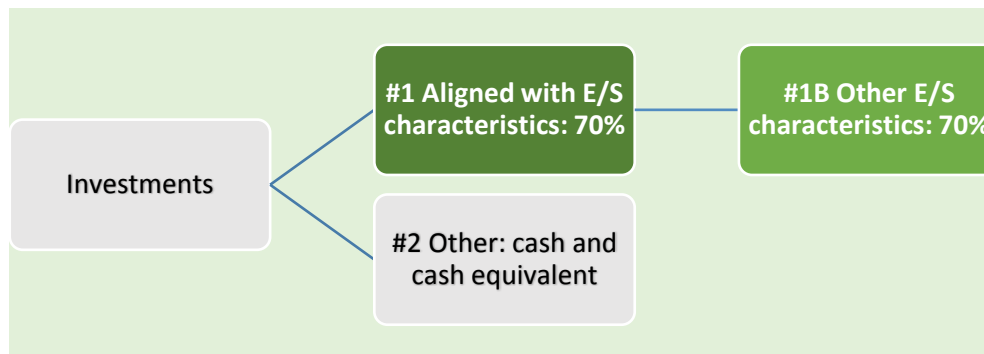 #1 Aligned with E/S
characteristics: 70%
#1B Other E/S
characteristics: 70%
Investments
#2 Other: cash and
cash equivalent